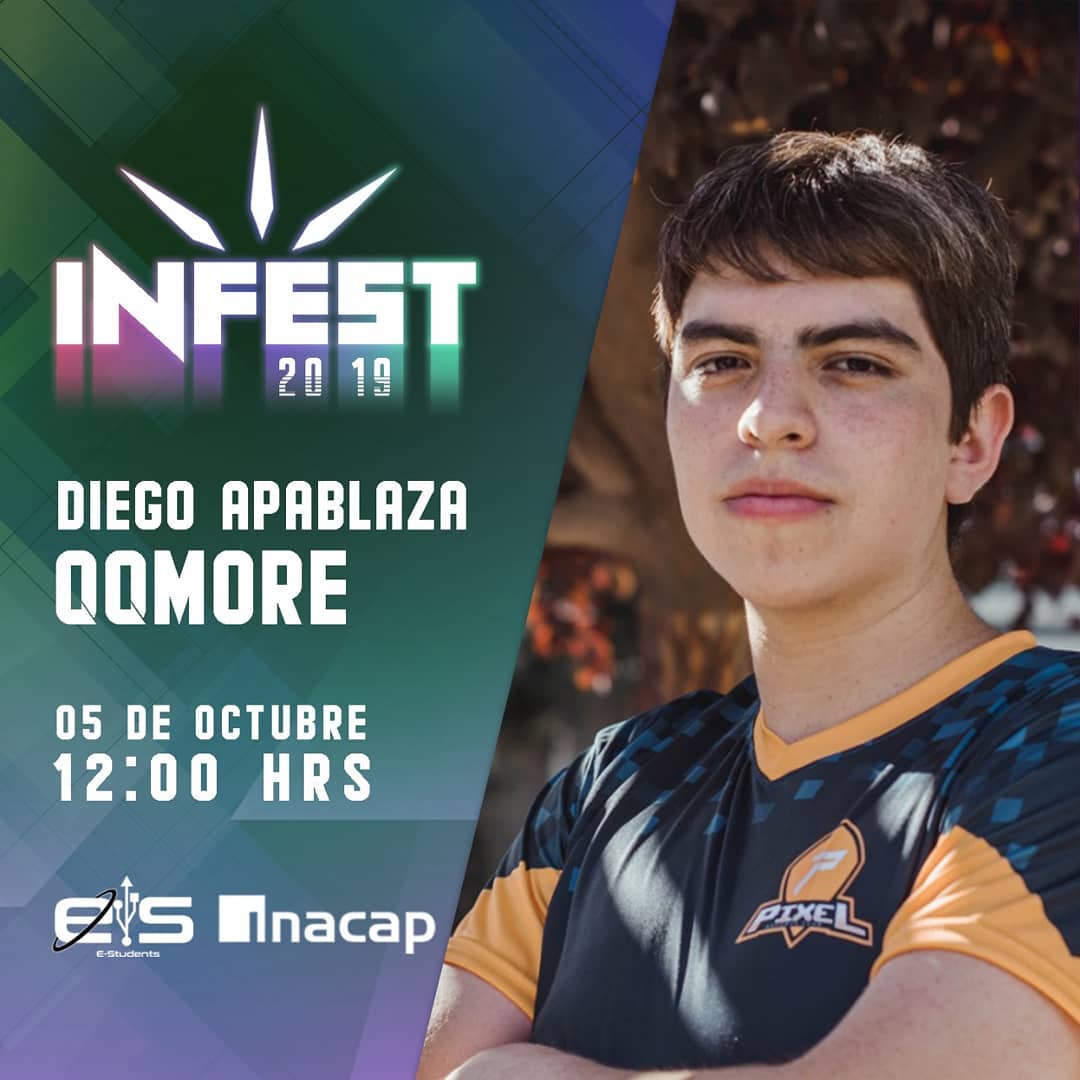 INFEST
2019
DIEGO APABLAZA
QQMORE
05 DE OCTUBRE
12:00 HRS
E-Students
Inacap
PIXEL